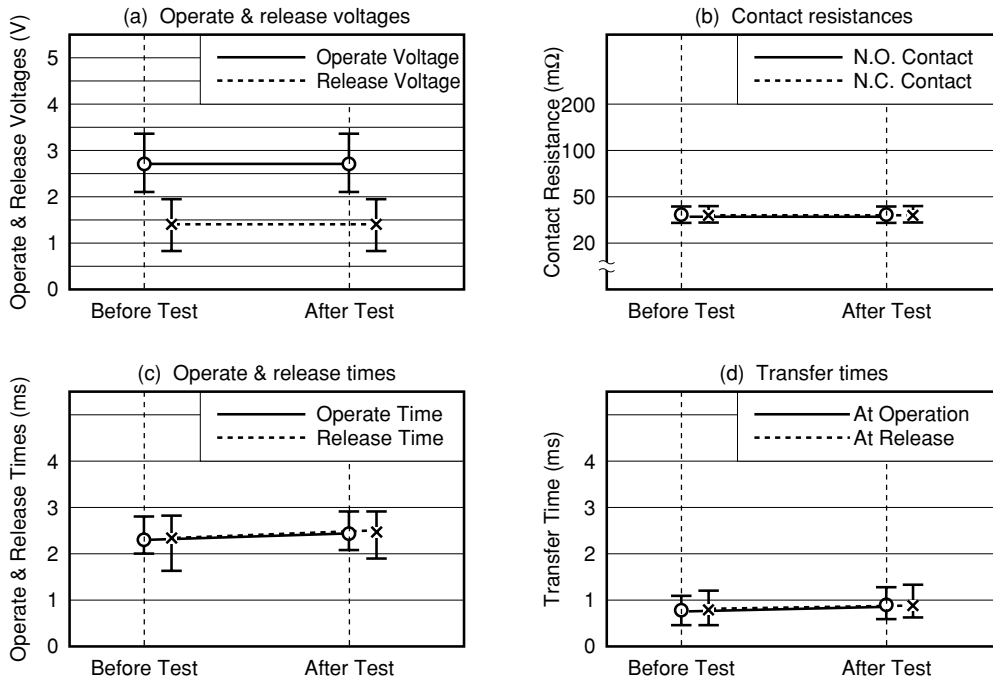 (a) Operate & release voltages
Operate & Release Voltages (V)
5
4
3
2
1
0
Operate Voltage
Release Voltage
Before Test
After Test
(b) Contact resistances
Contact Resistance (mΩ)
200
100
50
20
N.O. Contact
N.C. Contact
Before Test
After Test
(c) Operate & release times
Operate & Release Times (ms)
4
3
2
1
0
Operate Time
Release Time
Before Test
After Test
(d) Transfer times
Transfer Time (ms)
4
3
2
1
0
At Operation
At Release
Before Test
After Test